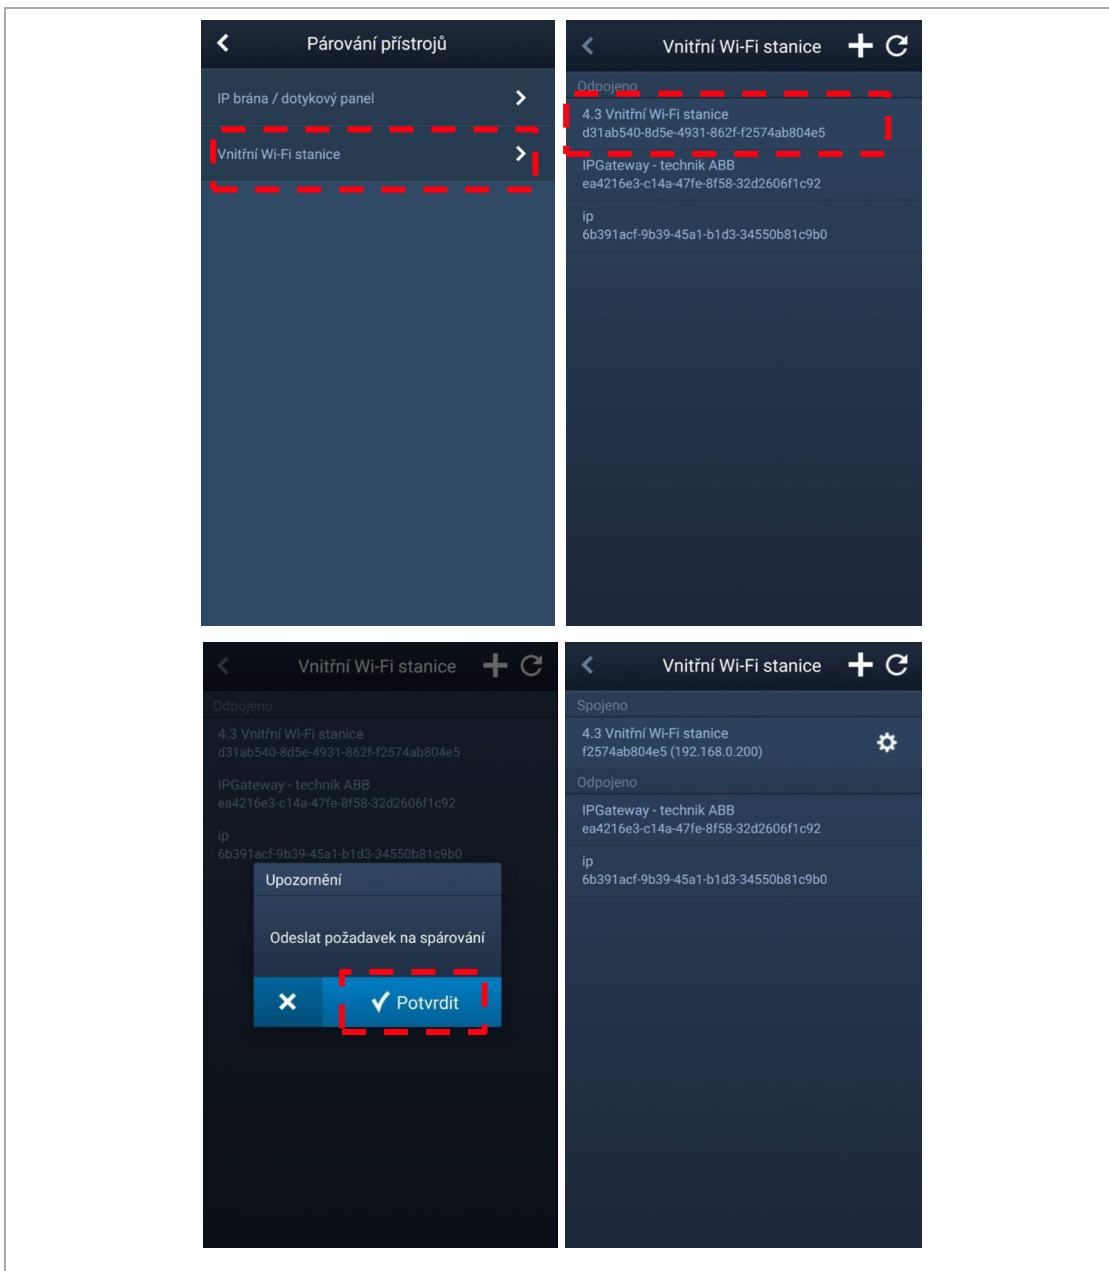 Párování přístrojů
IP brána / dotykový panel
Vnitřní Wi-Fi stanice
Vnitřní Wi-Fi stanice
Odpojeno
4.3 Vnitřní Wi-Fi stanice
d31ab540-8d5e-4931-862f-f2574ab804e5
IPGateway - technik ABB
ea4216e3-c14a-47fe-8f58-32d2606f1c92
ip
6b391acf-9b39-45a1-b1d3-34550b81c9b0
Vnitřní Wi-Fi stanice
Odpojeno
4.3 Vnitřní Wi-Fi stanice
d31ab540-8d5e-4931-862f-f2574ab804e5
IPGateway - technik ABB
ea4216e3-c14a-47fe-8f58-32d2606f1c92
ip
6b391acf-9b39-45a1-b1d3-34550b81c9b0
Upozornění
Odeslat požadavek na spárování
Potvrdit
Vnitřní Wi-Fi stanice
Spojeno
4.3 Vnitřní Wi-Fi stanice
f2574ab804e5 (192.168.0.200)
Odpojeno
IPGateway - technik ABB
ea4216e3-c14a-47fe-8f58-32d2606f1c92
ip
6b391acf-9b39-45a1-b1d3-34550b81c9b0